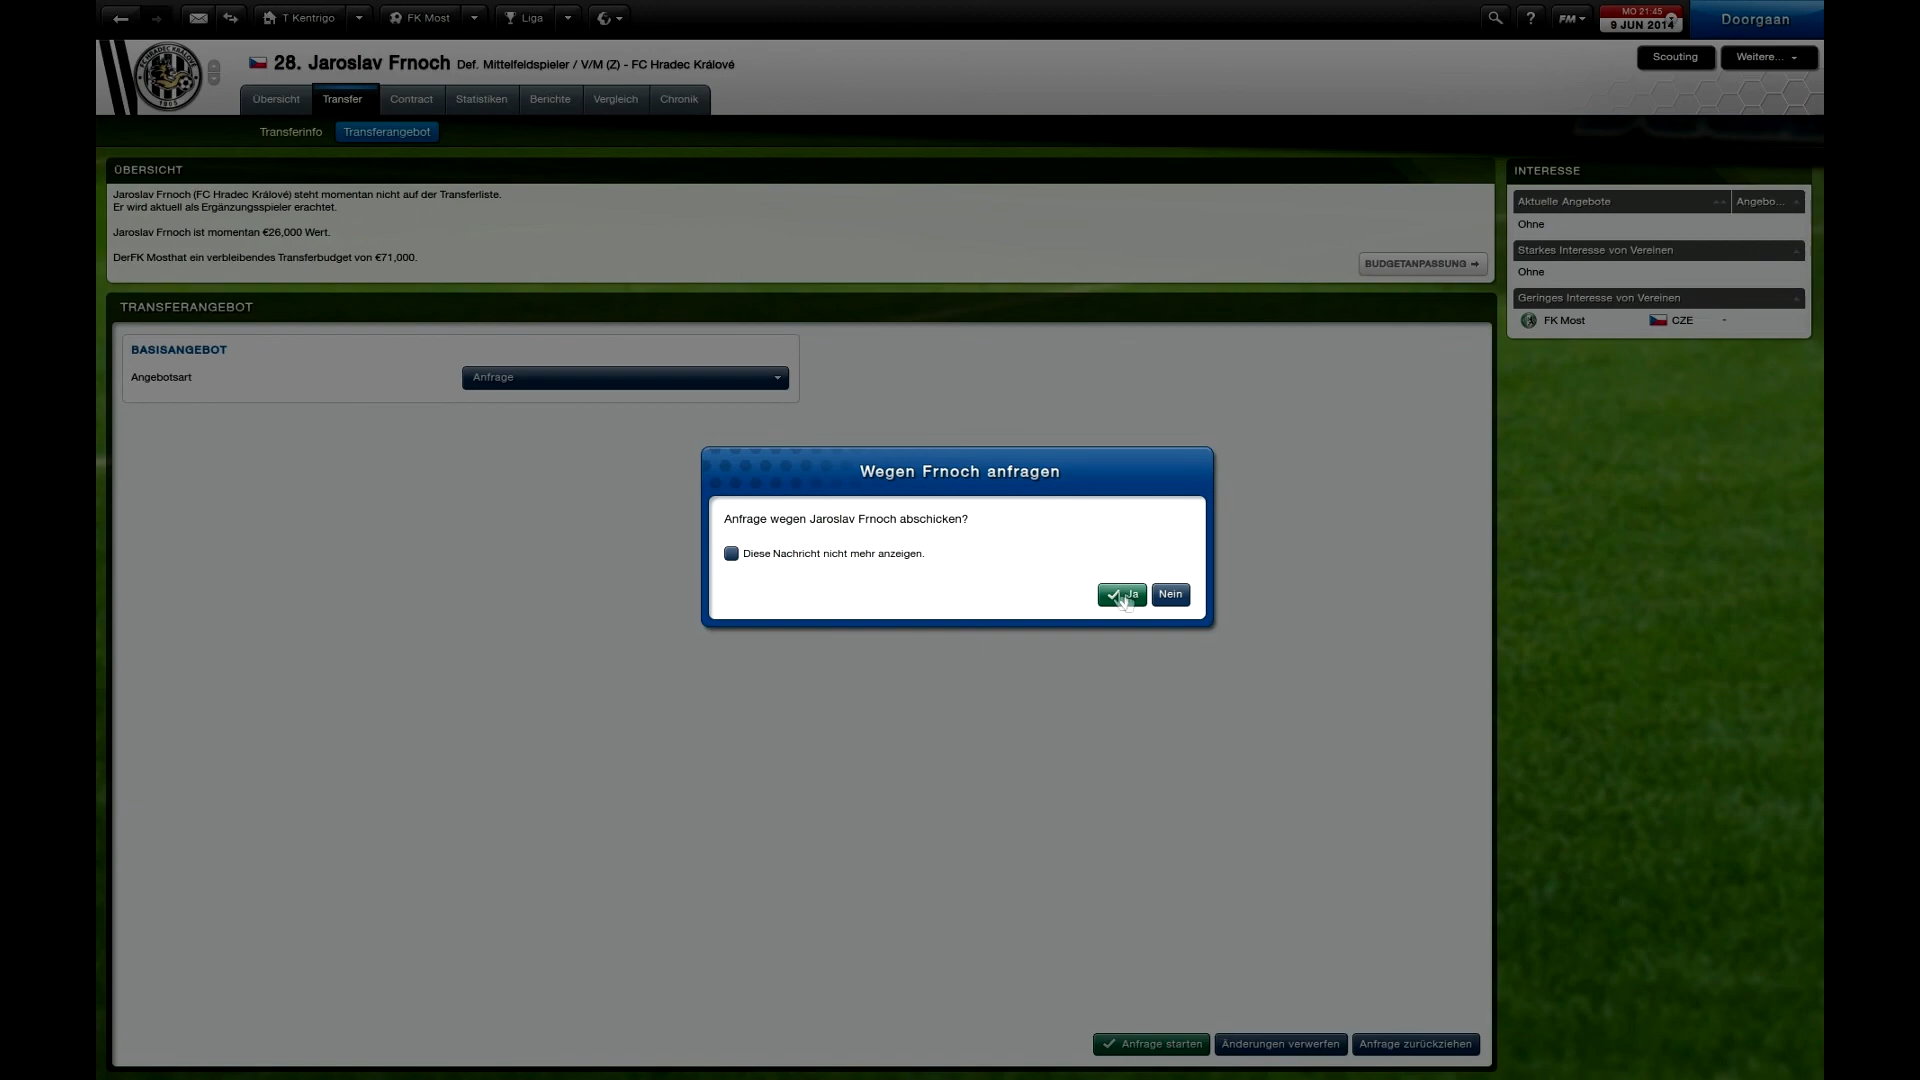 T Kentrigo
FK Most
Liga
?
FM
MO 21:45
9 JUN 2014
Doorgaan
28. Jaroslav Frnoch Def. Mittelfeldspieler / V/M (Z) - FC Hradec Králové
Scouting
Weitere...
Übersicht
Transfer
Contract
Statistiken
Berichte
Vergleich
Chronik
Transferinfo
Transferangebot
ÜBERSICHT
Jaroslav Frnoch (FC Hradec Králové) steht momentan nicht auf der Transferliste.
Er wird aktuell als Ergänzungsspieler erachtet.
Jaroslav Frnoch ist momentan €26,000 Wert.
DerFK Mosthat ein verbleibendes Transferbudget von €71,000.
BUDGETANPASSUNG
INTERESSE
Aktuelle Angebote Angebo...
Ohne
Starkes Interesse von Vereinen
Ohne
Geringes Interesse von Vereinen
FK Most CZE -
TRANSFERANGEBOT
BASISANGEBOT
Angebotsart Anfrage
Wegen Frnoch anfragen
Anfrage wegen Jaroslav Frnoch abschicken?
Diese Nachricht nicht mehr anzeigen.
Ja Nein
Anfrage starten Änderungen verwerfen Anfrage zurückziehen